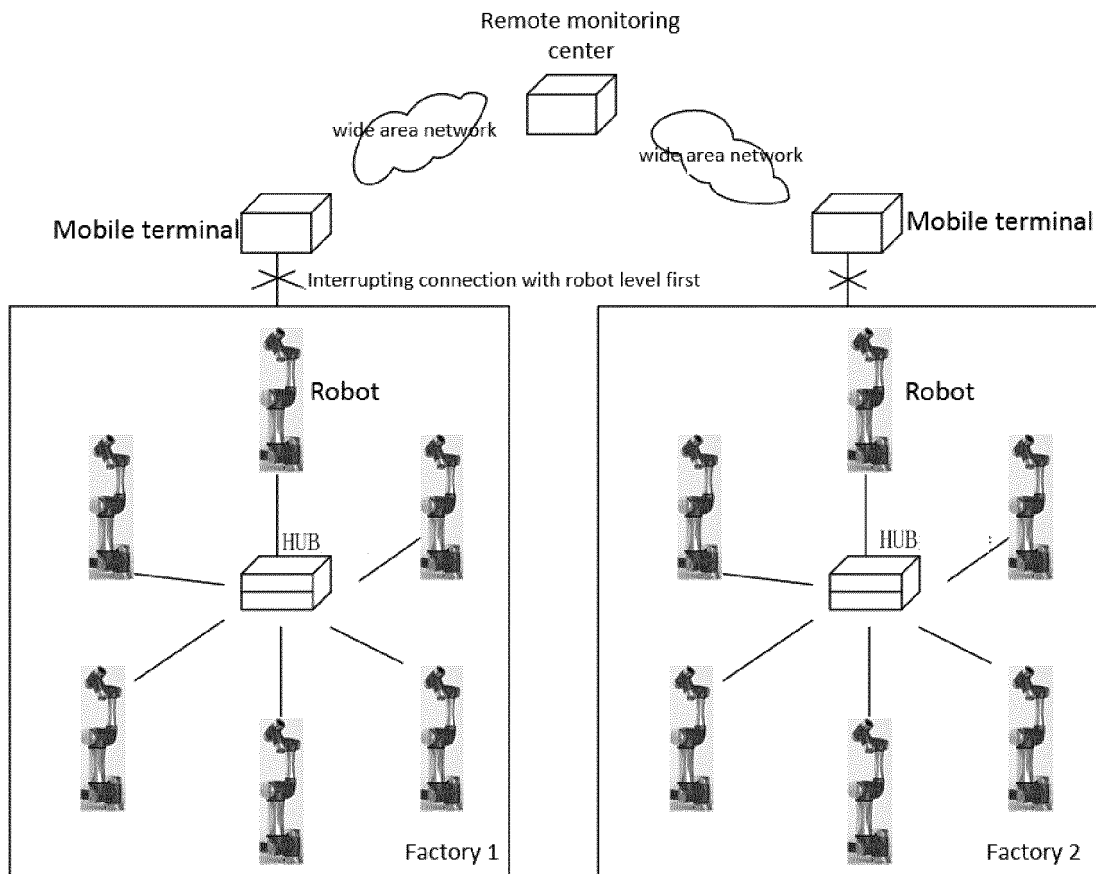 Remote monitoring
center
wide area network
wide area network
Mobile terminal
Mobile terminal
Interrupting connection with robot level first
Robot
Robot
HUB
HUB
Factory 1
Factory 2